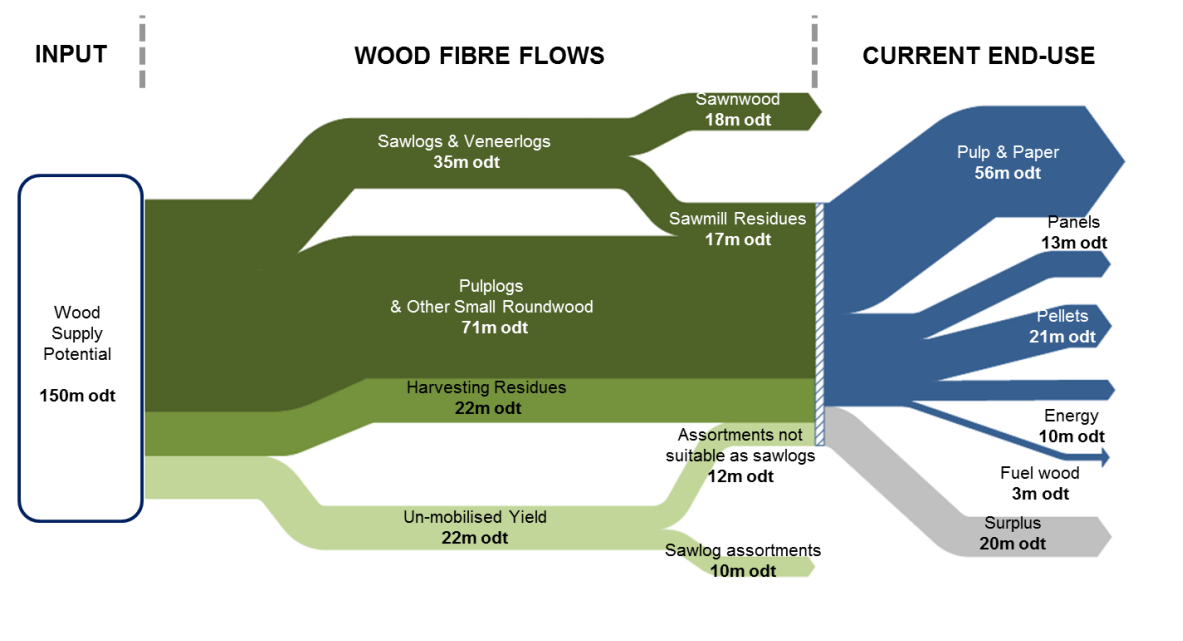 INPUT
WOOD FIBRE FLOWS
CURRENT END-USE
Wood
Supply
Potential
150m odt
Sawlogs & Veneerlogs
35m odt
Sawnwood
18m odt
Sawmill Residues
17m odt
Pulplogs
& Other Small Roundwood
71m odt
Harvesting Residues
22m odt
Assortments not
suitable as sawlogs
12m odt
Un-mobilised Yield
22m odt
Sawlog assortments
10m odt
Pulp & Paper
56m odt
Panels
13m odt
Pellets
21m odt
Energy
10m odt
Fuel wood
3m odt
Surplus
20m odt